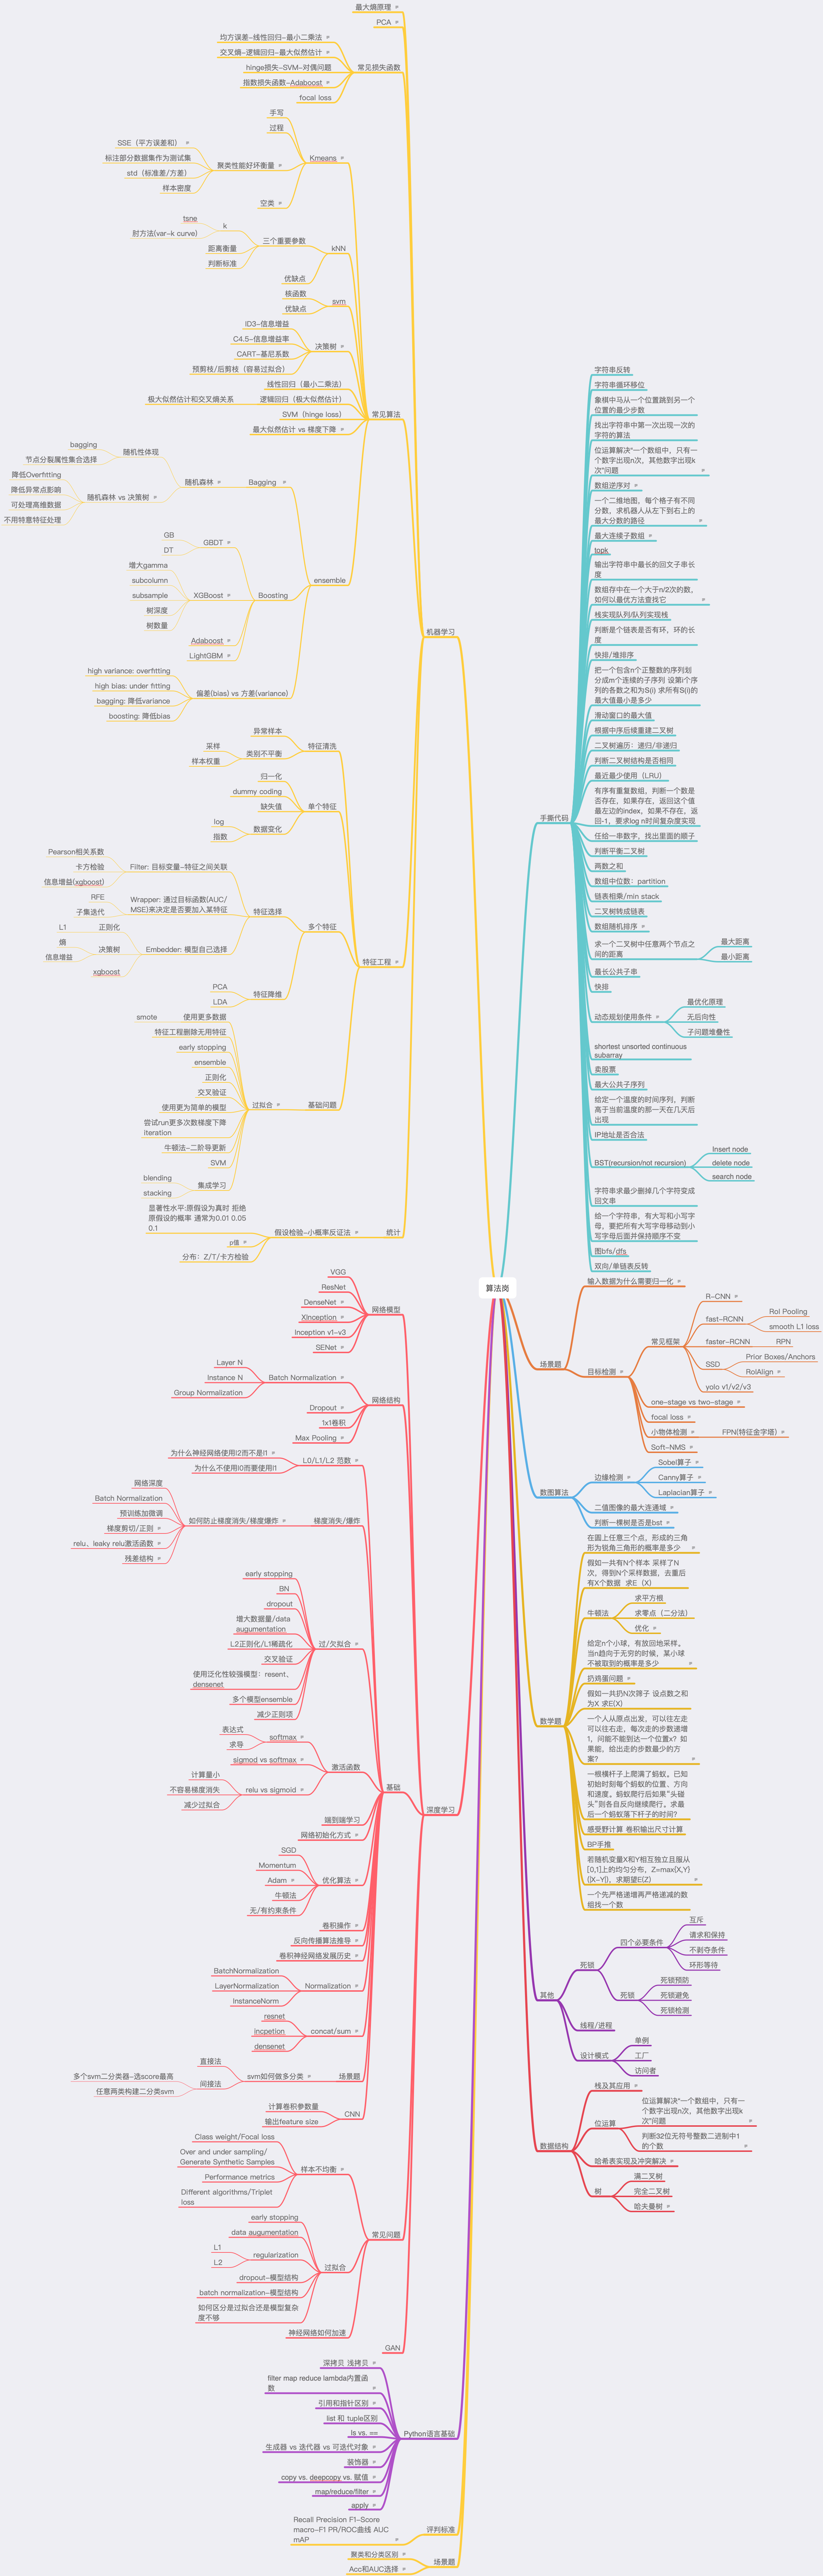 算法岗
机器学习
最大熵原理
PCA
常见损失函数
均方误差-线性回归-最小二乘法
交叉熵-逻辑回归-最大似然估计
hinge损失-SVM-对偶问题
指数损失函数-Adaboost
focal loss
常见算法
Kmeans
手写
过程
聚类性能好坏衡量
SSE（平方误差和）
标注部分数据集作为测试集
std（标准差/方差）
样本密度
空类
kNN
三个重要参数
k
tsne
肘方法(var-k curve)
距离衡量
判断标准
优缺点
svm
核函数
优缺点
决策树
ID3-信息增益
C4.5-信息增益率
CART-基尼系数
预剪枝/后剪枝（容易过拟合）
线性回归（最小二乘法）
逻辑回归（极大似然估计）
极大似然估计和交叉熵关系
SVM（hinge loss）
最大似然估计 vs 梯度下降
ensemble
Bagging
随机森林
随机性体现
bagging
节点分裂属性集合选择
随机森林 vs 决策树
降低Overfitting
降低异常点影响
可处理高维数据
不用特意特征处理
Boosting
GBDT
GB
DT
XGBoost
增大gamma
subcolumn
subsample
树深度
树数量
Adaboost
LightGBM
偏差(bias) vs 方差(variance)
high variance: overfitting
high bias: under fitting
bagging: 降低variance
boosting: 降低bias
特征工程
特征清洗
异常样本
类别不平衡
采样
样本权重
单个特征
归一化
dummy coding
缺失值
数据变化
log
指数
多个特征
特征选择
Filter: 目标变量-特征之间关联
Pearson相关系数
卡方检验
信息增益(xgboost)
Wrapper: 通过目标函数(AUC/
MSE)来决定是否要加入某特征
RFE
子集迭代
Embedder: 模型自己选择
正则化
L1
决策树
熵
信息增益
xgboost
特征降维
PCA
LDA
基础问题
过拟合
使用更多数据
smote
特征工程删除无用特征
early stopping
ensemble
正则化
交叉验证
使用更为简单的模型
尝试run更多次数梯度下降
iteration
牛顿法-二阶导更新
SVM
集成学习
blending
stacking
统计
假设检验-小概率反证法
显著性水平:原假设为真时 拒绝
原假设的概率 通常为0.01 0.05
0.1
p值
分布：Z/T/卡方检验
深度学习
网络模型
VGG
ResNet
DenseNet
XInception
Inception v1-v3
SENet
网络结构
Batch Normalization
Layer N
Instance N
Group Normalization
Dropout
1x1卷积
Max Pooling
基础
L0/L1/L2 范数
为什么神经网络使用l2而不是l1
为什么不使用l0而要使用l1
梯度消失/爆炸
如何防止梯度消失/梯度爆炸
网络深度
Batch Normalization
预训练加微调
梯度剪切/正则
relu、leaky relu激活函数
残差结构
过/欠拟合
early stopping
BN
dropout
增大数据量/data
augumentation
L2正则化/L1稀疏化
交叉验证
使用泛化性较强模型：resent、
densenet
多个模型ensemble
减少正则项
激活函数
softmax
表达式
求导
sigmod vs softmax
relu vs sigmoid
计算量小
不容易梯度消失
减少过拟合
端到端学习
网络初始化方式
优化算法
SGD
Momentum
Adam
牛顿法
无/有约束条件
卷积操作
反向传播算法推导
卷积神经网络发展历史
Normalization
BatchNormalization
LayerNormalization
InstanceNorm
concat/sum
resnet
incpetion
densenet
场景题
svm如何做多分类
直接法
间接法
多个svm二分类器-选score最高
任意两类构建二分类svm
CNN
计算卷积参数量
输出feature size
常见问题
样本不均衡
Class weight/Focal loss
Over and under sampling/
Generate Synthetic Samples
Performance metrics
Different algorithms/Triplet
loss
过拟合
early stopping
data augumentation
regularization
L1
L2
dropout-模型结构
batch normalization-模型结构
如何区分是过拟合还是模型复杂
度不够
神经网络如何加速
GAN
Python语言基础
深拷贝 浅拷贝
filter map reduce lambda内置函
数
引用和指针区别
list 和 tuple区别
Is vs. ==
生成器 vs 迭代器 vs 可迭代对象
装饰器
copy vs. deepcopy vs. 赋值
map/reduce/filter
apply
评判标准
Recall Precision F1-Score
macro-F1 PR/ROC曲线 AUC
mAP
场景题
聚类和分类区别
Acc和AUC选择
手撕代码
字符串反转
字符串循环移位
象棋中马从一个位置跳到另一个
位置的最少步数
找出字符串中第一次出现一次的
字符的算法
位运算解决“一个数组中，只有一
个数字出现n次，其他数字出现k
次”问题
数组逆序对
一个二维地图，每个格子有不同
分数，求机器人从左下到右上的
最大分数的路径
最大连续子数组
topk
输出字符串中最长的回文子串长
度
数组存中在一个大于n/2次的数，
如何以最优方法查找它
栈实现队列/队列实现栈
判断是个链表是否有环，环的长
度
快排/堆排序
把一个包含n个正整数的序列划
分成m个连续的子序列 设第i个序
列的各数之和为S(i) 求所有S(i)的
最大值最小是多少
滑动窗口的最大值
根据中序后续重建二叉树
二叉树遍历：递归/非递归
判断二叉树结构是否相同
最近最少使用（LRU）
有序有重复数组，判断一个数是
否存在，如果存在，返回这个值
最左边的index，如果不存在，返
回-1，要求log n时间复杂度实现
任给一串数字，找出里面的顺子
判断平衡二叉树
两数之和
数组中位数：partition
链表相乘/min stack
二叉树转成链表
数组随机排序
求一个二叉树中任意两个节点之
间的距离
最大距离
最小距离
最长公共子串
快排
动态规划使用条件
最优化原理
无后向性
子问题堆叠性
shortest unsorted continuous
subarray
卖股票
最大公共子序列
给定一个温度的时间序列，判断
高于当前温度的那一天在几天后
出现
IP地址是否合法
BST(recursion/not recursion)
Insert node
delete node
search node
字符串求最少删掉几个字符变成
回文串
给一个字符串，有大写和小写字
母，要把所有大写字母移动到小
写字母后面并保持顺序不变
图bfs/dfs
双向/单链表反转
场景题
输入数据为什么需要归一化
目标检测
常见框架
R-CNN
fast-RCNN
RoI Pooling
smooth L1 loss
faster-RCNN
RPN
SSD
Prior Boxes/Anchors
RoIAlign
yolo v1/v2/v3
one-stage vs two-stage
focal loss
小物体检测
FPN(特征金字塔)
Soft-NMS
数图算法
边缘检测
Sobel算子
Canny算子
Laplacian算子
二值图像的最大连通域
判断一棵树是否是bst
数学题
在圆上任意三个点，形成的三角
形为锐角三角形的概率是多少
假如一共有N个样本 采样了N
次，得到N个采样数据，去重后
有X个数据 求E（X）
牛顿法
求平方根
求零点（二分法）
优化
给定n个小球，有放回地采样。
当n趋向于无穷的时候，某小球
不被取到的概率是多少
扔鸡蛋问题
假如一共扔N次筛子 设点数之和
为X 求E(X)
一个人从原点出发，可以往左走
可以往右走，每次走的步数递增
1，问能不能到达一个位置x？如
果能，给出走的步数最少的方
案？
一根横杆子上爬满了蚂蚁。已知
初始时刻每个蚂蚁的位置、方向
和速度。蚂蚁爬行后如果“头碰
头”则各自反向继续爬行。求最
后一个蚂蚁落下杆子的时间？
感受野计算 卷积输出尺寸计算
BP手推
若随机变量X和Y相互独立且服从
[0,1]上的均匀分布，Z=max{X,Y}
(|X-Y|)，求期望E(Z)
一个先严格递增再严格递减的数
组找一个数
其他
死锁
四个必要条件
互斥
请求和保持
不剥夺条件
环形等待
死锁
死锁预防
死锁避免
死锁检测
线程/进程
设计模式
单例
工厂
访问者
数据结构
栈及其应用
位运算
位运算解决“一个数组中，只有一
个数字出现n次，其他数字出现k
次”问题
判断32位无符号整数二进制中1
的个数
哈希表实现及冲突解决
树
满二叉树
完全二叉树
哈夫曼树